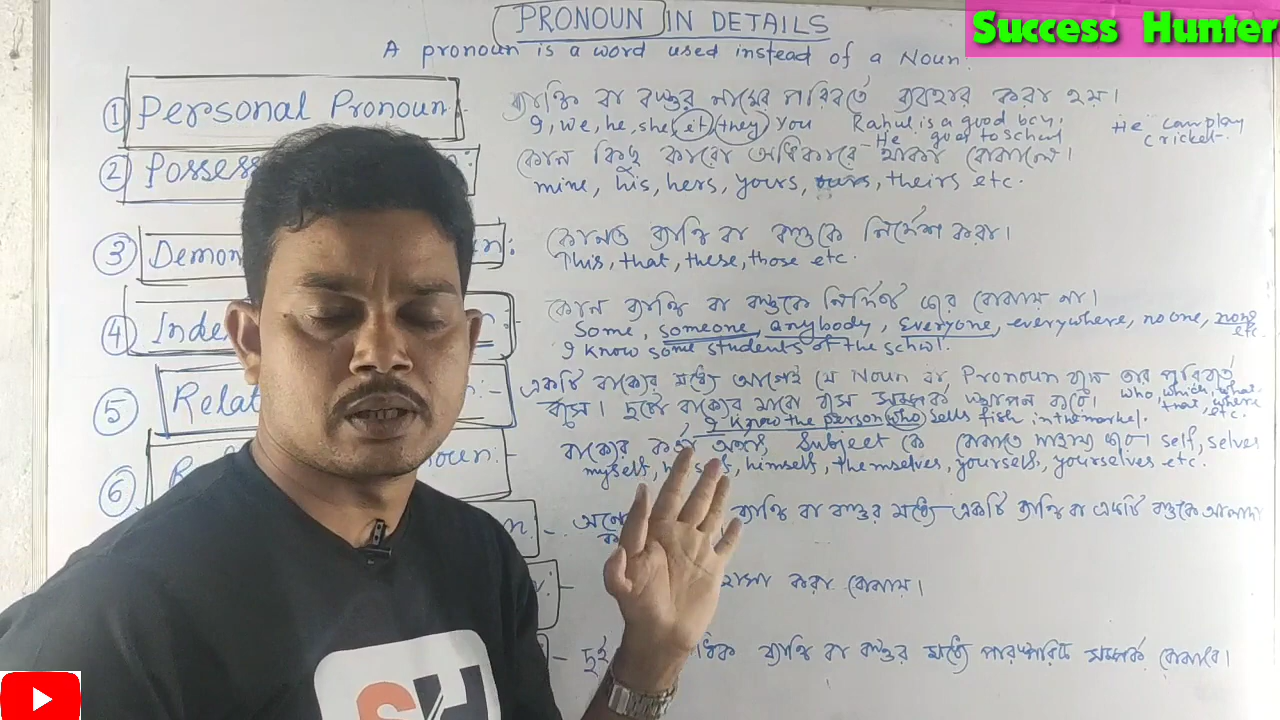 PRONOUN IN DETAILS
Success Hunter
A pronoun is a word used instead of a Noun.
① Personal Pronoun - ব্যক্তি বা বস্তুর নামের পরিবর্তে ব্যবহার করা হয়।
I, we, he, she, it, they, you Rahul is a good boy. "He" can play
He goes to school cricket.
② Possess n: কোন কিছু কারো অধিকারে থাকা বোঝালে।
mine, his, hers, yours, ours, theirs etc.
③ Demon un: কোনও ব্যক্তি বা বস্তুকে নির্দেশ করা।
This, that, these, those etc.
④ Inde - কোন ব্যক্তি বা বস্তুকে নির্দিষ্ট বোঝায় না।
Some, someone, anybody, everyone, everywhere, no one, none etc.
I know some students of the schol.
⑤ Relat n:- একটি বাক্যের মধ্যে আগেই যে Noun বা Pronoun তার পরিবর্তে
বসে। দুটো বাক্যের মাঝে বসে সম্পর্ক স্থাপন করে। who, which, what, that, where etc.
I know the person who sells fish in the market.
⑥ R noun:- বাক্যের কর্তা অর্থাৎ Subject কে বোঝাতে self, selves
myself, himself, themselves, yourself, yourselves etc.
n: - ব্যক্তি বা বস্তুর মধ্যে একটি ব্যক্তি বা একটি বস্তুকে আলাদা
করা বোঝায়।
- দুই ধিক ব্যক্তি বা বস্তুর মধ্যে পারস্পরিক সম্পর্ক বোঝাবে।
SH